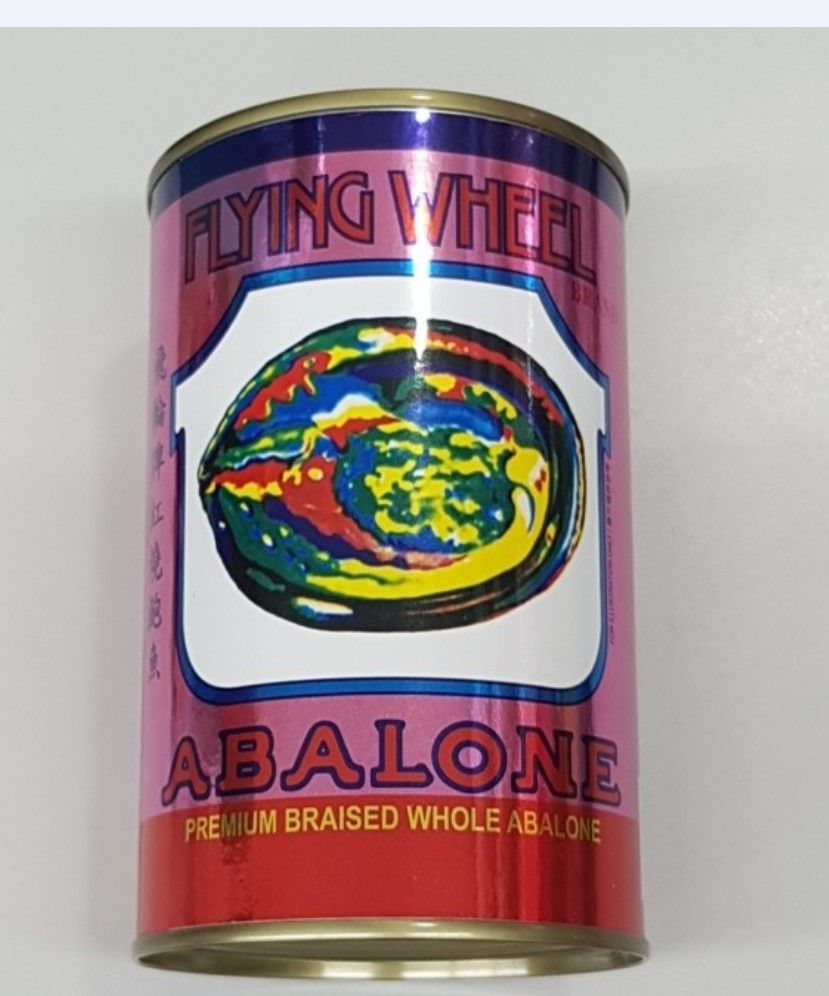 FLYING WHEEL
BRAND
飛輪牌紅燒鮑魚
ABALONE
PREMIUM BRAISED WHOLE ABALONE